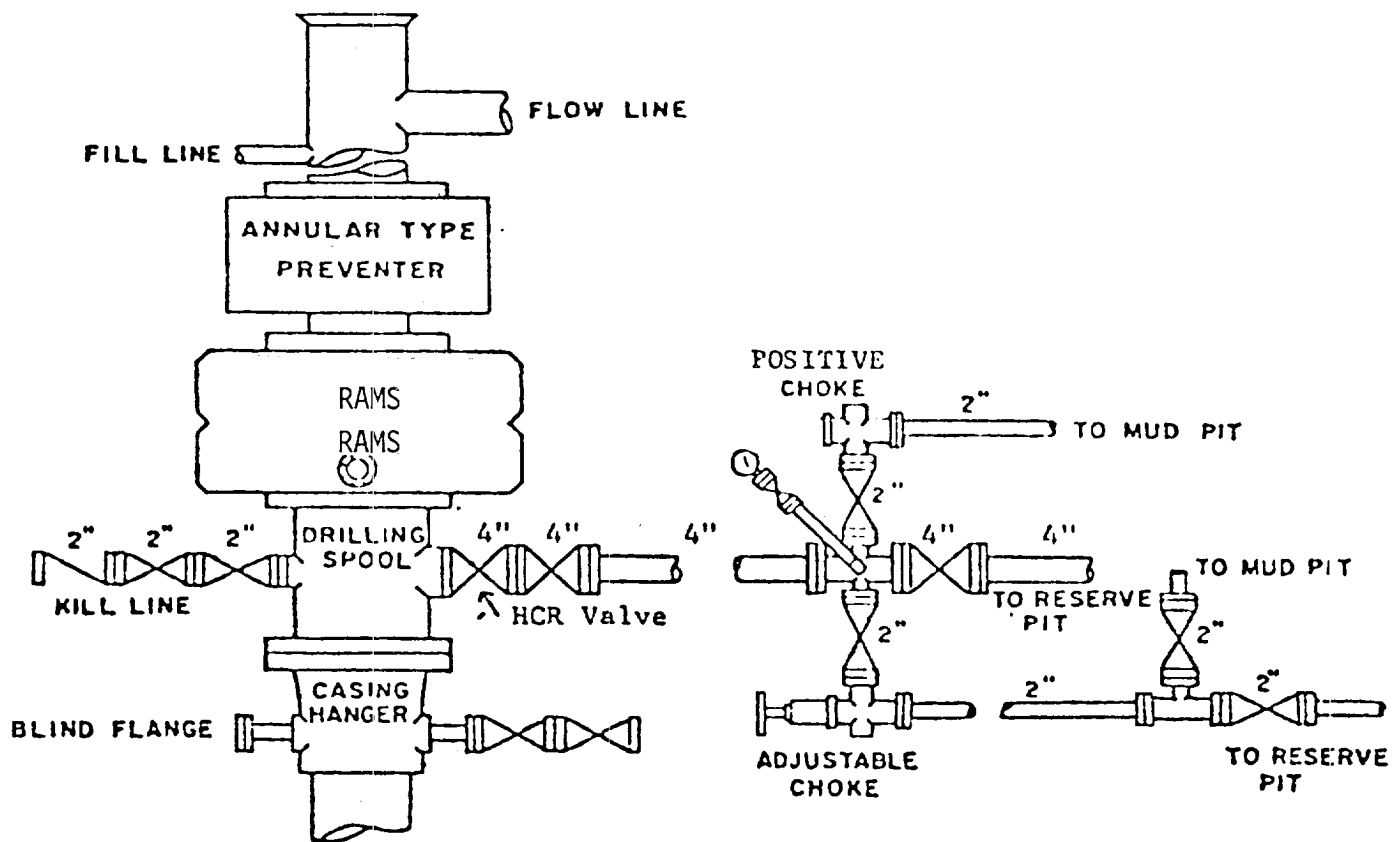 FLOW LINE
FILL LINE
ANNULAR TYPE
PREVENTER
RAMS
RAMS
DRILLING
SPOOL
2" 2" 2"
KILL LINE
4" 4" 4"
HCR Valve
CASING
HANGER
BLIND FLANGE
POSITIVE
CHOKE
2"
TO MUD PIT
2"
4" 4"
TO RESERVE
PIT
2"
ADJUSTABLE
CHOKE
TO MUD PIT
2"
2" 2"
TO RESERVE
PIT